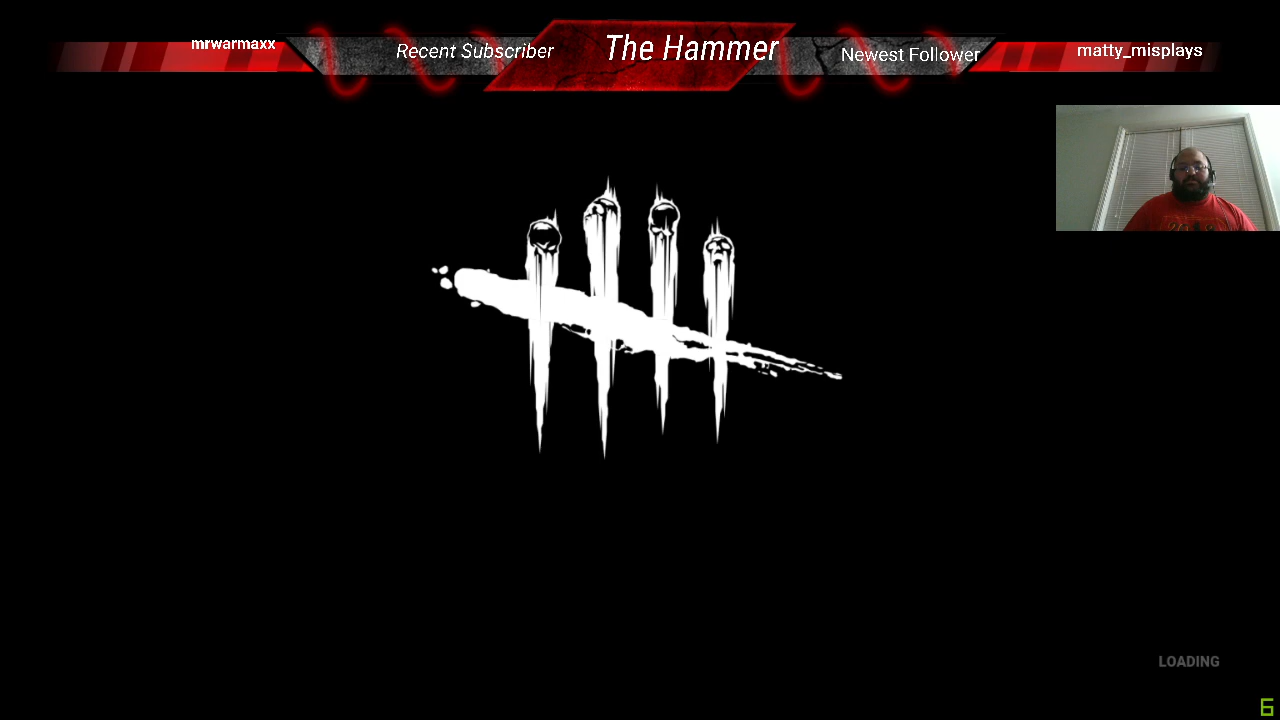 mrwarmaxx
Recent Subscriber
The Hammer
Newest Follower
matty_misplays
LOADING
6